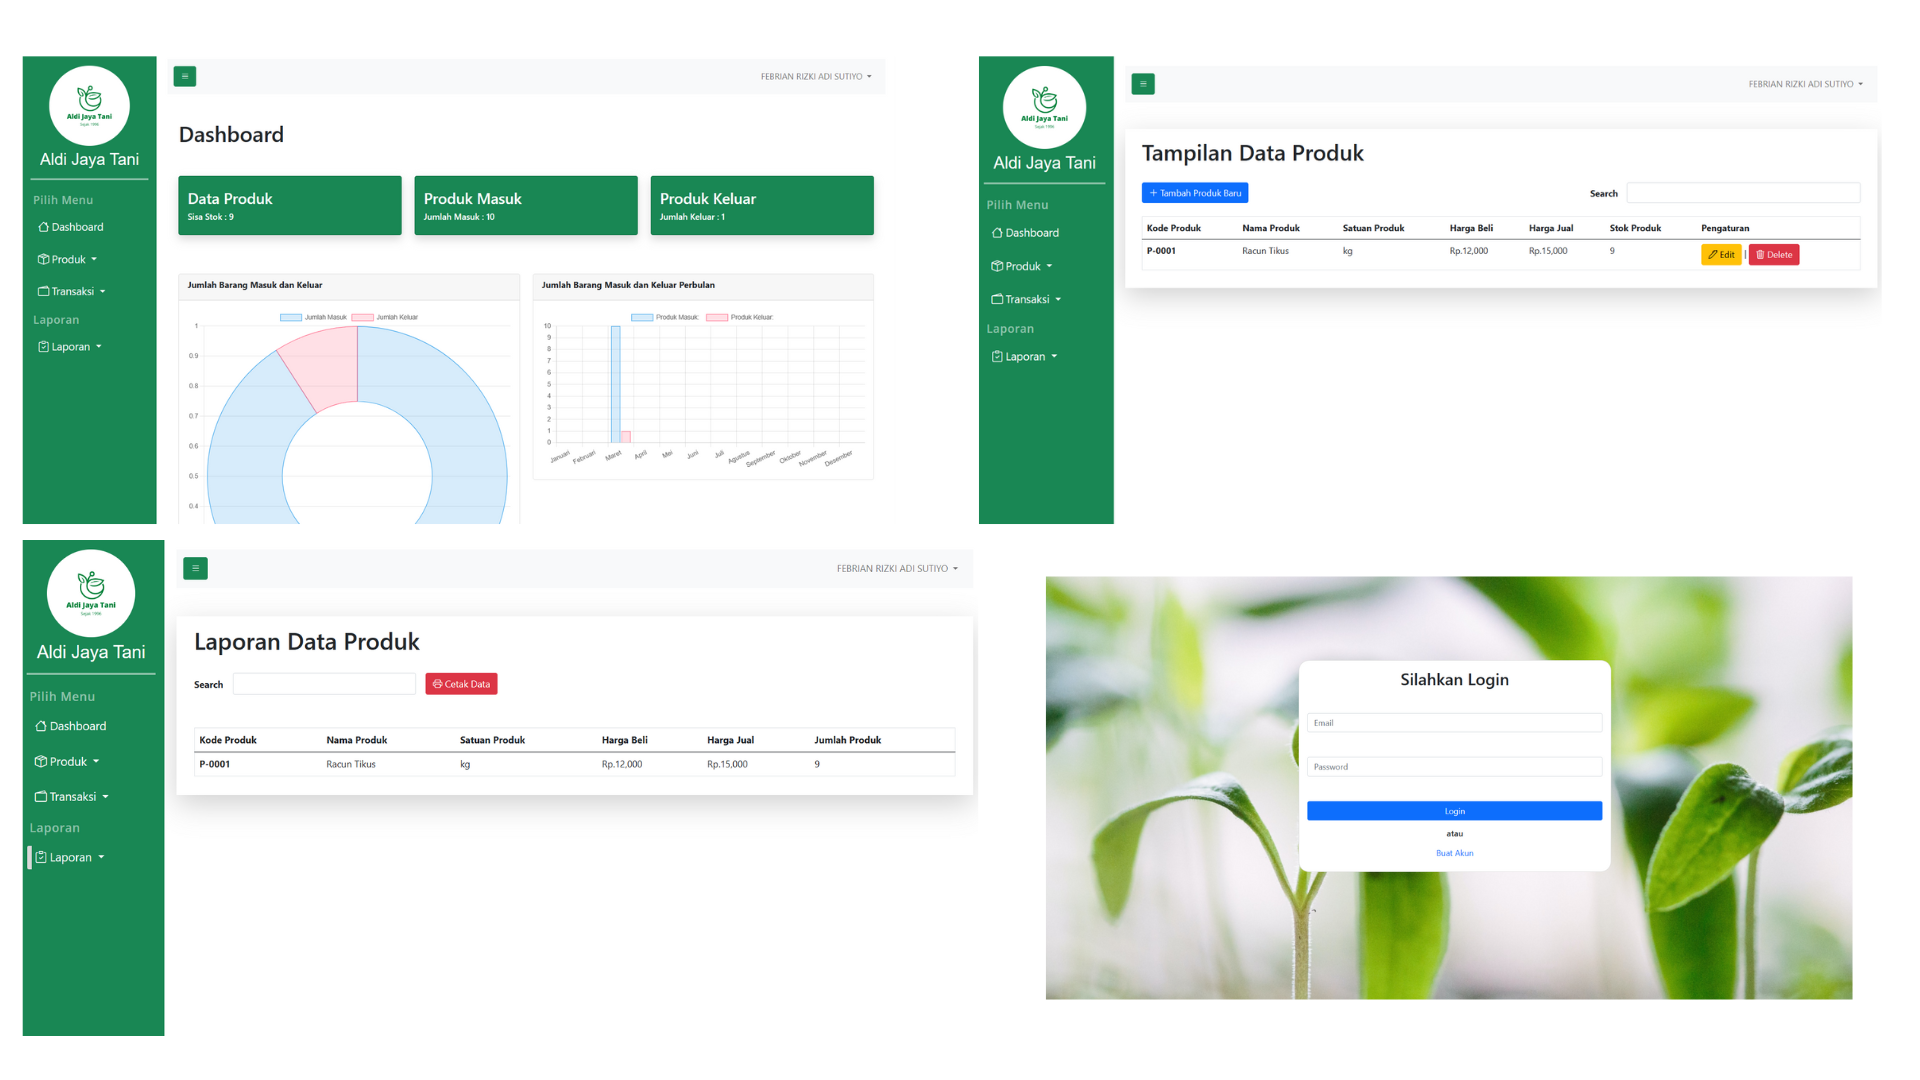 Aldi Jaya Tani
Sejak 1998
Aldi Jaya Tani
Pilih Menu
Dashboard
Produk
Transaksi
Laporan
Laporan
FEBRIAN RIZKI ADI SUTIYO
Dashboard
Data Produk
Sisa Stok : 9
Produk Masuk
Jumlah Masuk : 10
Produk Keluar
Jumlah Keluar : 1
Jumlah Barang Masuk dan Keluar
Jumlah Masuk Jumlah Keluar
1
0.9
0.8
0.7
0.6
0.5
0.4
Jumlah Barang Masuk dan Keluar Perbulan
Produk Masuk: Produk Keluar:
10
9
8
7
6
5
4
3
2
1
0
Januari Februari Maret April Mei Juni Juli Agustus September Oktober November Desember
Aldi Jaya Tani
Sejak 1998
Aldi Jaya Tani
Pilih Menu
Dashboard
Produk
Transaksi
Laporan
Laporan
FEBRIAN RIZKI ADI SUTIYO
Tampilan Data Produk
+ Tambah Produk Baru Search
Kode Produk Nama Produk Satuan Produk Harga Beli Harga Jual Stok Produk Pengaturan
P-0001 Racun Tikus kg Rp.12,000 Rp.15,000 9 Edit | Delete
Aldi Jaya Tani
Sejak 1998
Aldi Jaya Tani
Pilih Menu
Dashboard
Produk
Transaksi
Laporan
Laporan
FEBRIAN RIZKI ADI SUTIYO
Laporan Data Produk
Search Cetak Data
Kode Produk Nama Produk Satuan Produk Harga Beli Harga Jual Jumlah Produk
P-0001 Racun Tikus kg Rp.12,000 Rp.15,000 9
Silahkan Login
Email
Password
Login
atau
Buat Akun